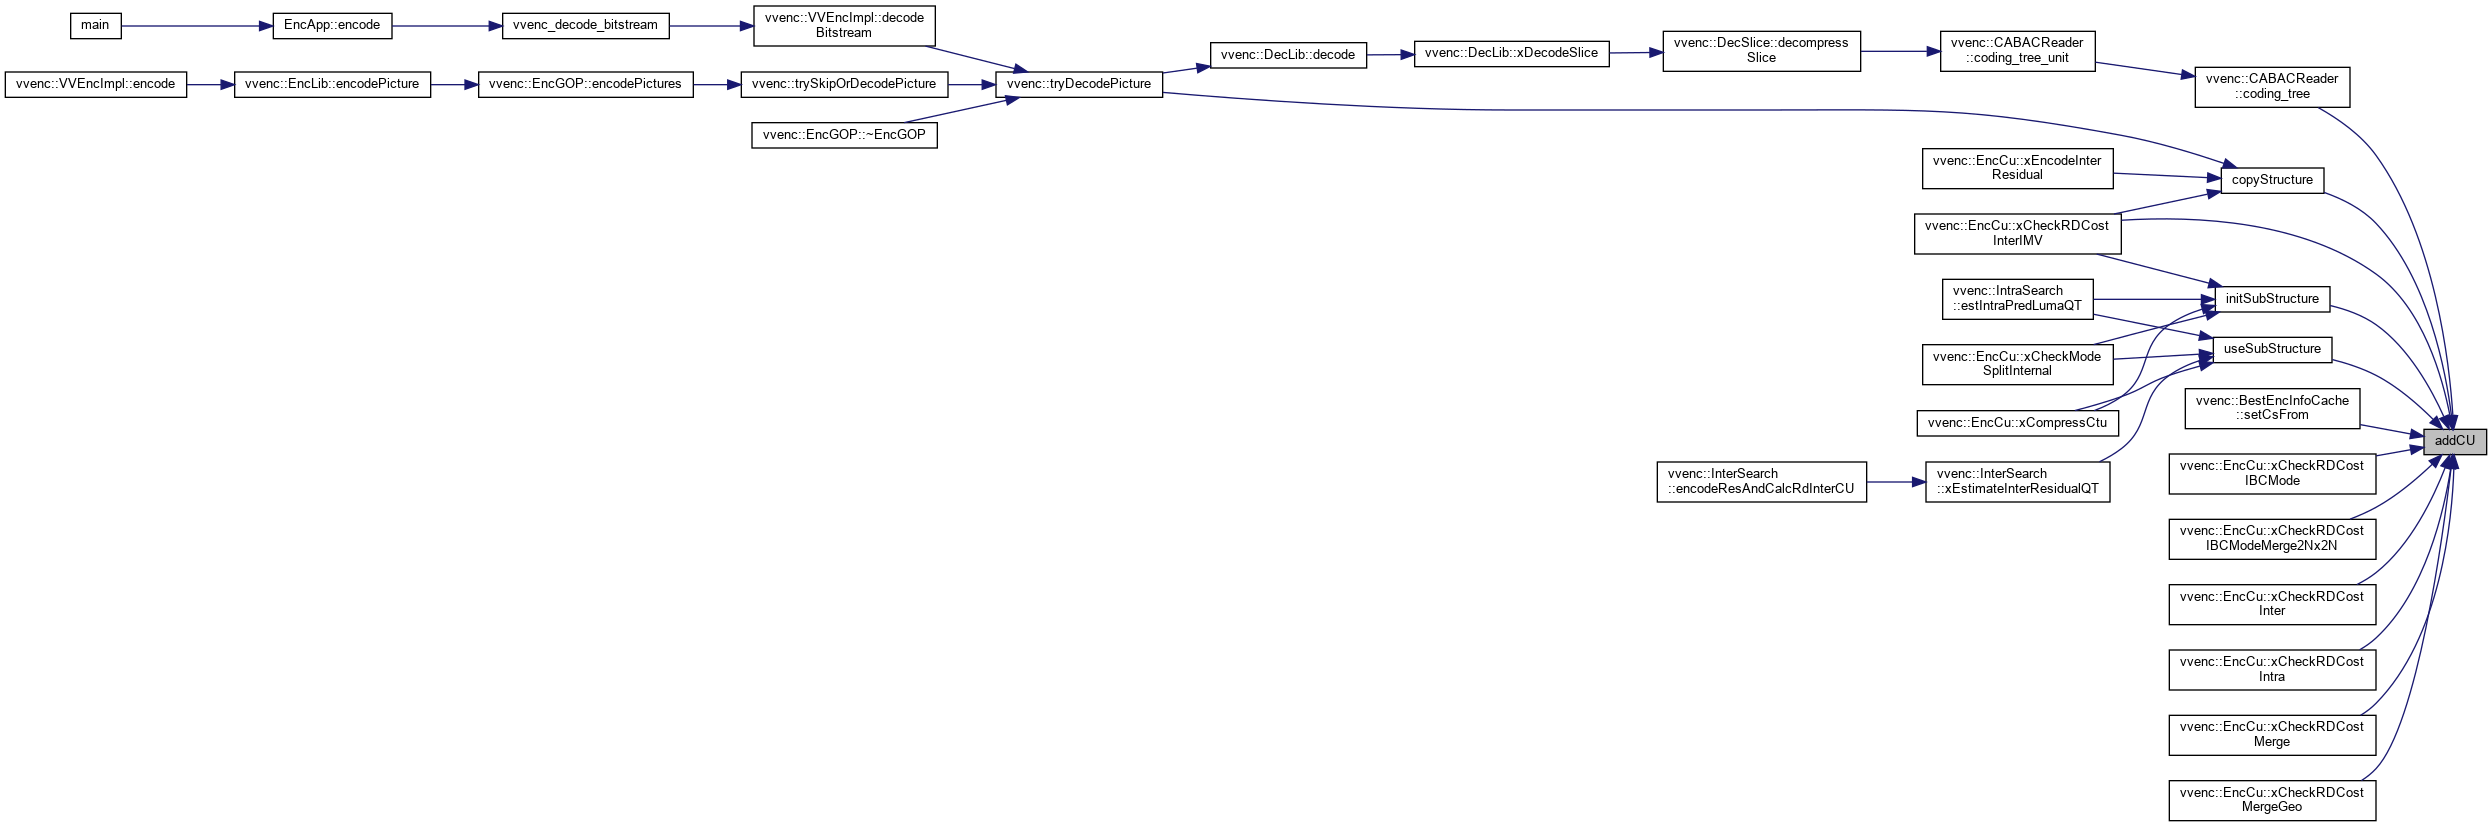 main
EncApp::encode
vvenc_decode_bitstream
vvenc::VVEncImpl::decode
Bitstream
vvenc::VVEncImpl::encode
vvenc::EncLib::encodePicture
vvenc::EncGOP::encodePictures
vvenc::trySkipOrDecodePicture
vvenc::EncGOP::~EncGOP
vvenc::tryDecodePicture
vvenc::DecLib::decode
vvenc::DecLib::xDecodeSlice
vvenc::DecSlice::decompress
Slice
vvenc::CABACReader
::coding_tree_unit
vvenc::CABACReader
::coding_tree
vvenc::EncCu::xEncodeInter
Residual
copyStructure
vvenc::EncCu::xCheckRDCost
InterIMV
vvenc::IntraSearch
::estIntraPredLumaQT
initSubStructure
vvenc::EncCu::xCheckMode
SplitInternal
useSubStructure
vvenc::EncCu::xCompressCtu
vvenc::BestEncInfoCache
::setCsFrom
addCU
vvenc::InterSearch
::encodeResAndCalcRdInterCU
vvenc::InterSearch
::xEstimateInterResidualQT
vvenc::EncCu::xCheckRDCost
IBCMode
vvenc::EncCu::xCheckRDCost
IBCModeMerge2Nx2N
vvenc::EncCu::xCheckRDCost
Inter
vvenc::EncCu::xCheckRDCost
Intra
vvenc::EncCu::xCheckRDCost
Merge
vvenc::EncCu::xCheckRDCost
MergeGeo